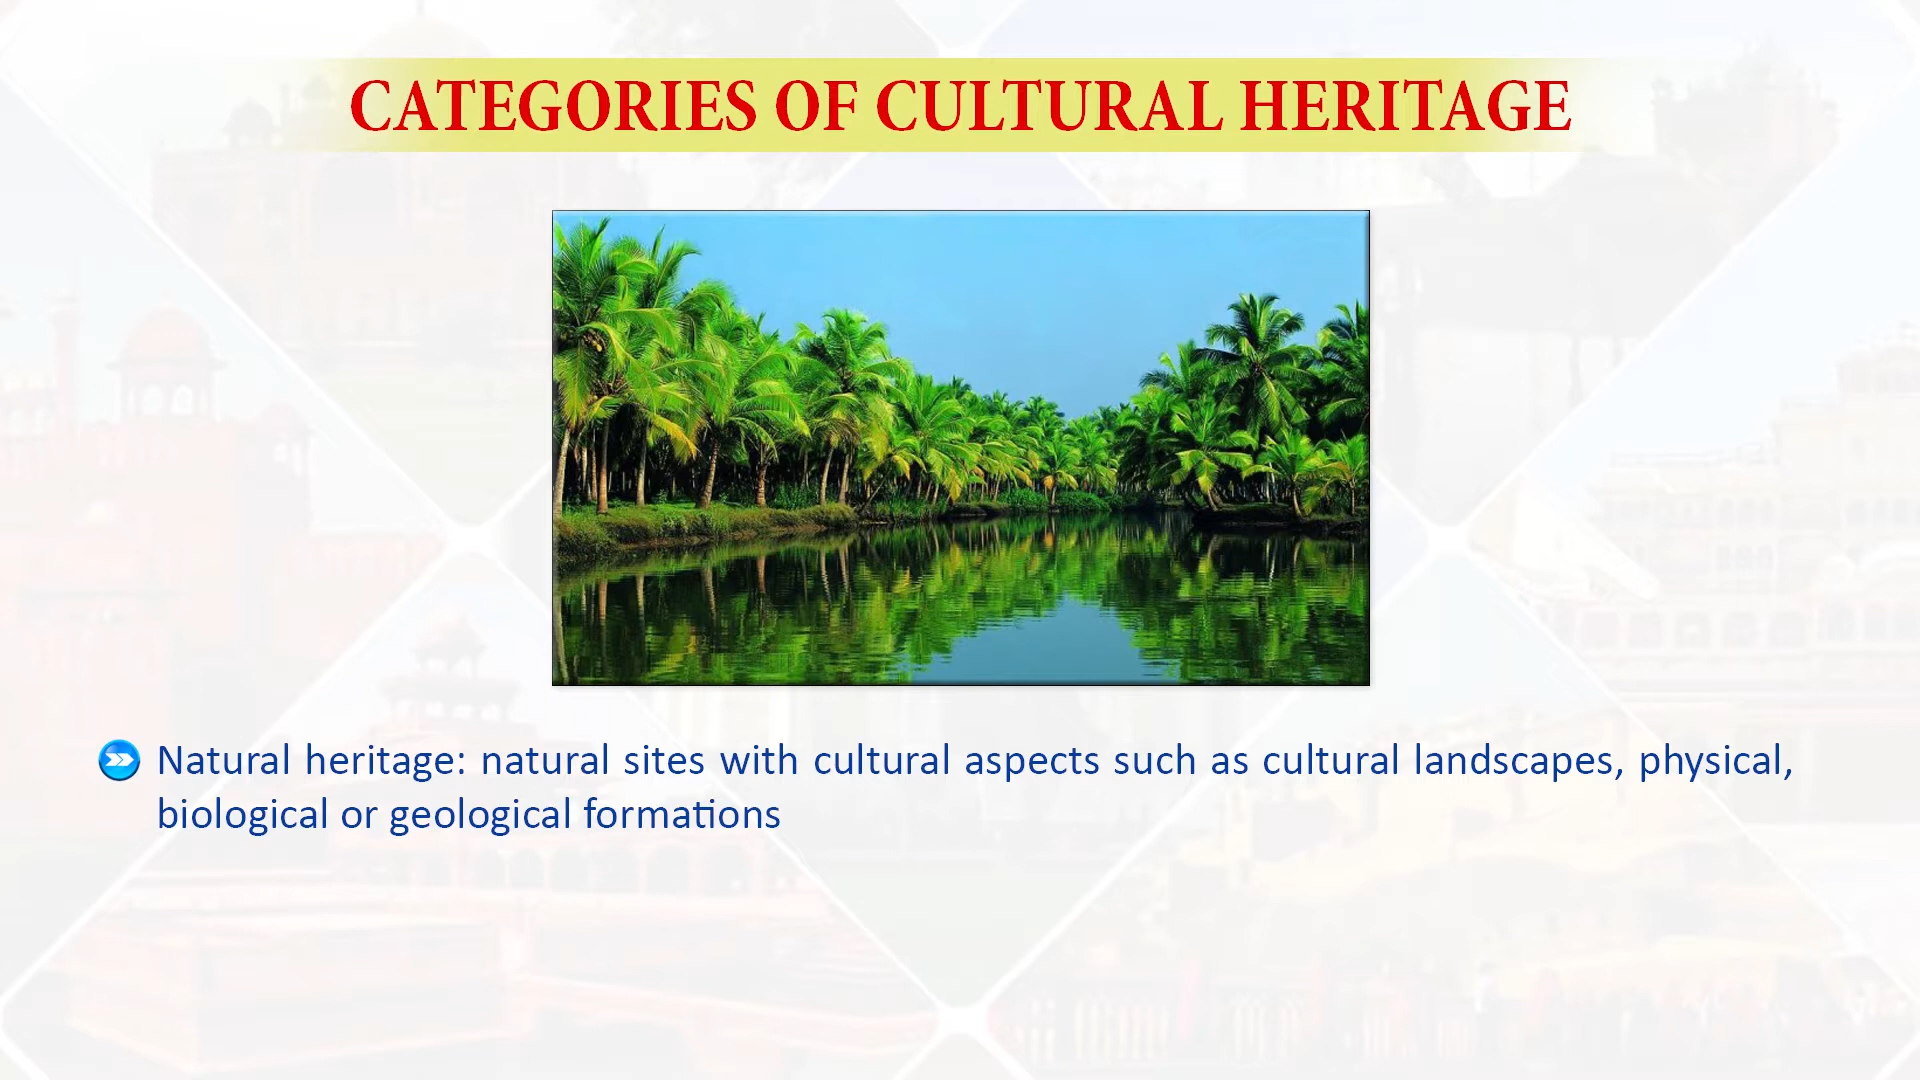 CATEGORIES OF CULTURAL HERITAGE
Natural heritage: natural sites with cultural aspects such as cultural landscapes, physical,
biological or geological formations